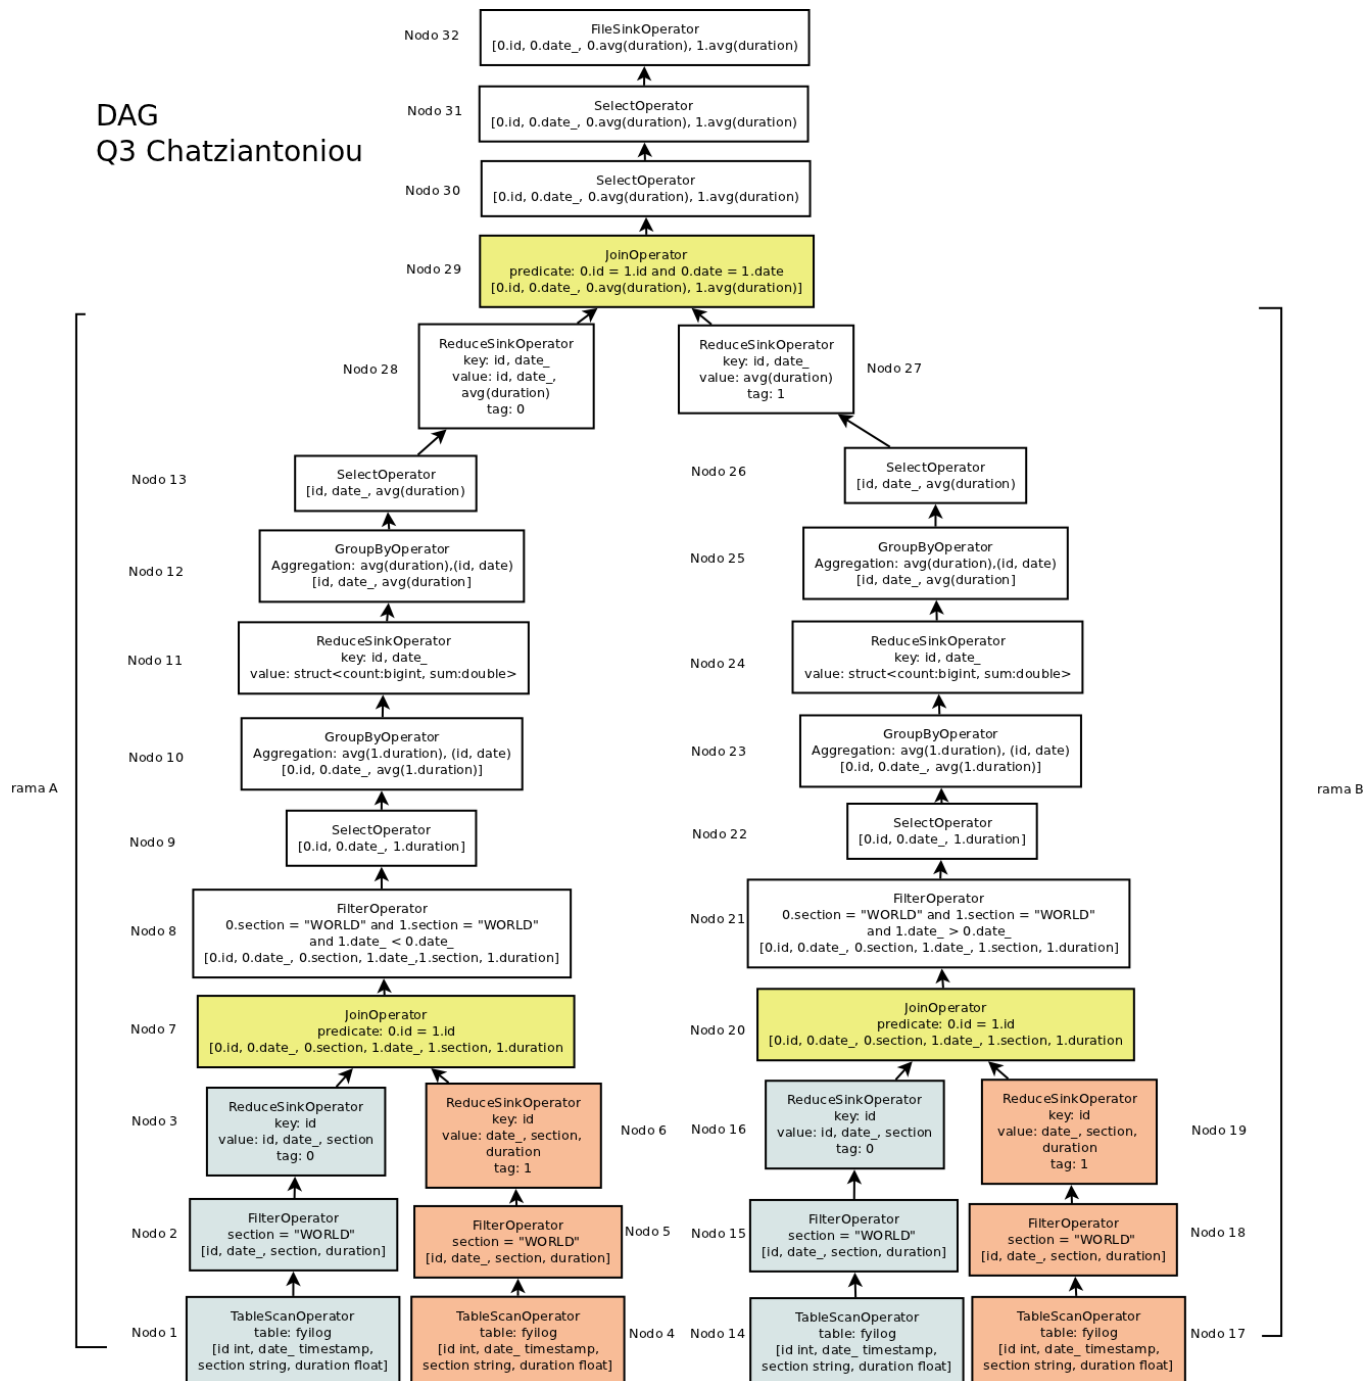 Nodo 32
FileSinkOperator
[0.id, 0.date_, 0.avg(duration), 1.avg(duration)
DAG
Q3 Chatziantoniou
Nodo 31
SelectOperator
[0.id, 0.date_, 0.avg(duration), 1.avg(duration)
Nodo 30
SelectOperator
[0.id, 0.date_, 0.avg(duration), 1.avg(duration)
Nodo 29
JoinOperator
predicate: 0.id = 1.id and 0.date = 1.date
[0.id, 0.date_, 0.avg(duration), 1.avg(duration)]
Nodo 28
ReduceSinkOperator
key: id, date_
value: id, date_,
avg(duration)
tag: 0
ReduceSinkOperator
key: id, date_
value: avg(duration)
tag: 1
Nodo 27
Nodo 13
SelectOperator
[id, date_, avg(duration)
Nodo 26
SelectOperator
[id, date_, avg(duration)
Nodo 12
GroupByOperator
Aggregation: avg(duration),(id, date)
[id, date_, avg(duration]
Nodo 25
GroupByOperator
Aggregation: avg(duration),(id, date)
[id, date_, avg(duration]
Nodo 11
ReduceSinkOperator
key: id, date_
value: struct<count:bigint, sum:double>
Nodo 24
ReduceSinkOperator
key: id, date_
value: struct<count:bigint, sum:double>
Nodo 10
GroupByOperator
Aggregation: avg(1.duration), (id, date)
[0.id, 0.date_, avg(1.duration)]
Nodo 23
GroupByOperator
Aggregation: avg(1.duration), (id, date)
[0.id, 0.date_, avg(1.duration)]
rama A
rama B
Nodo 9
SelectOperator
[0.id, 0.date_, 1.duration]
Nodo 22
SelectOperator
[0.id, 0.date_, 1.duration]
Nodo 8
FilterOperator
0.section = "WORLD" and 1.section = "WORLD"
and 1.date_ < 0.date_
[0.id, 0.date_, 0.section, 1.date_,1.section, 1.duration]
Nodo 21
FilterOperator
0.section = "WORLD" and 1.section = "WORLD"
and 1.date_ > 0.date_
[0.id, 0.date_, 0.section, 1.date_, 1.section, 1.duration]
Nodo 7
JoinOperator
predicate: 0.id = 1.id
[0.id, 0.date_, 0.section, 1.date_, 1.section, 1.duration
Nodo 20
JoinOperator
predicate: 0.id = 1.id
[0.id, 0.date_, 0.section, 1.date_, 1.section, 1.duration
Nodo 3
ReduceSinkOperator
key: id
value: id, date_, section
tag: 0
ReduceSinkOperator
key: id
value: date_, section,
duration
tag: 1
Nodo 6
Nodo 16
ReduceSinkOperator
key: id
value: id, date_, section
tag: 0
ReduceSinkOperator
key: id
value: date_, section,
duration
tag: 1
Nodo 19
Nodo 2
FilterOperator
section = "WORLD"
[id, date_, section, duration]
FilterOperator
section = "WORLD"
[id, date_, section, duration]
Nodo 5
Nodo 15
FilterOperator
section = "WORLD"
[id, date_, section, duration]
FilterOperator
section = "WORLD"
[id, date_, section, duration]
Nodo 18
Nodo 1
TableScanOperator
table: fyilog
[id int, date_ timestamp,
section string, duration float]
TableScanOperator
table: fyilog
[id int, date_ timestamp,
section string, duration float]
Nodo 4
Nodo 14
TableScanOperator
table: fyilog
[id int, date_ timestamp,
section string, duration float]
TableScanOperator
table: fyilog
[id int, date_ timestamp,
section string, duration float]
Nodo 17